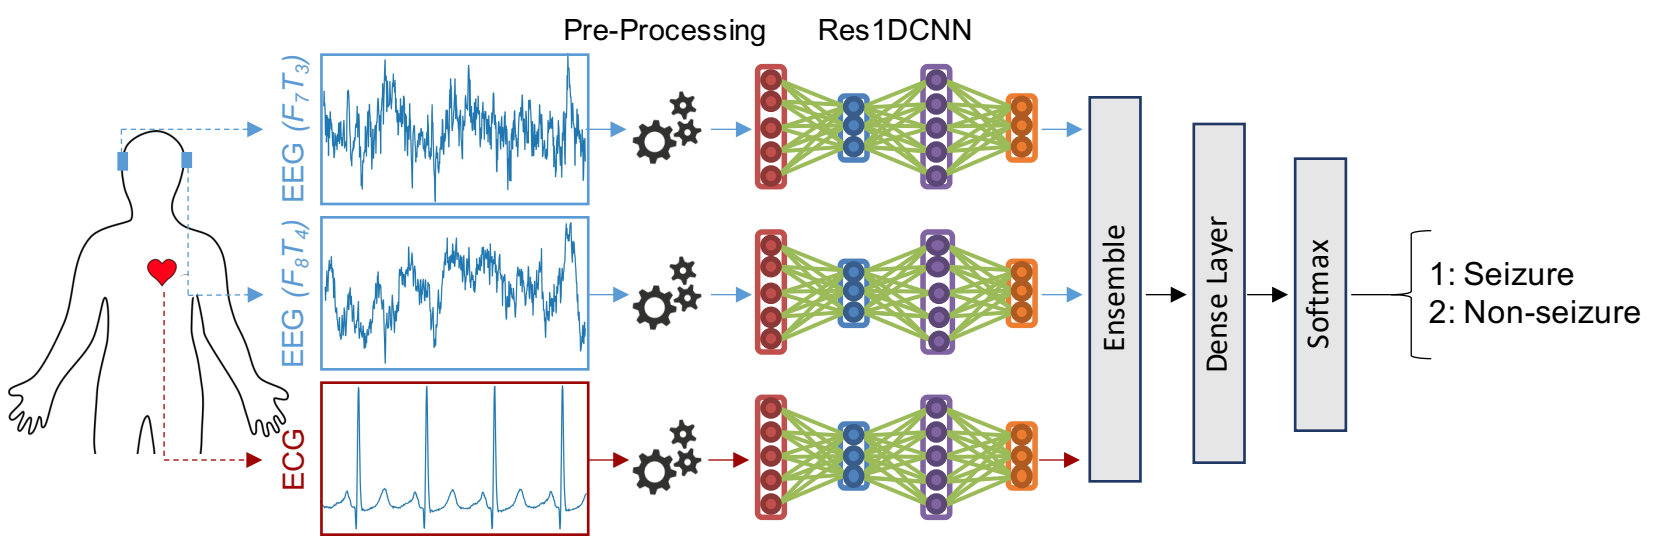 Pre-Processing
Res1DCNN
EEG (F₇T₃)
EEG (F₈T₄)
ECG
Ensemble
Dense Layer
Softmax
1: Seizure
2: Non-seizure